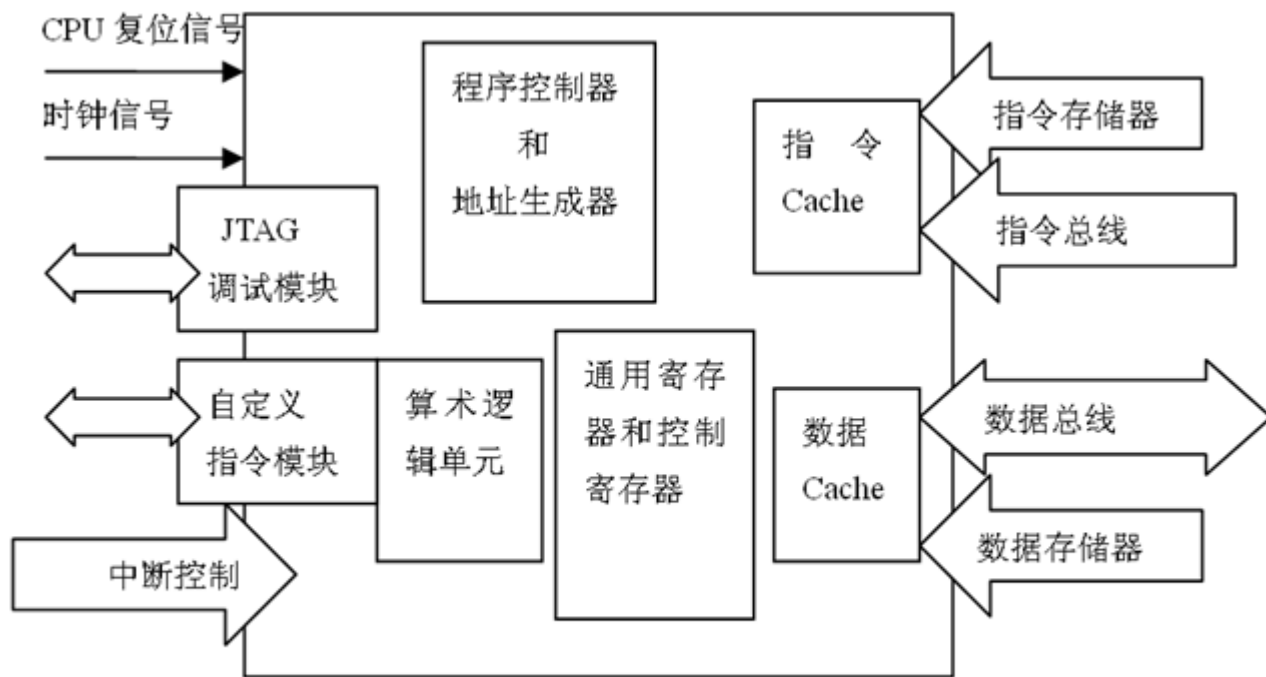 CPU 复位信号
时钟信号
程序控制器
和
地址生成器
指 令
Cache
指令存储器
指令总线
JTAG
调试模块
自定义
指令模块
算术逻
辑单元
通用寄存
器和控制
寄存器
数据
Cache
数据总线
数据存储器
中断控制